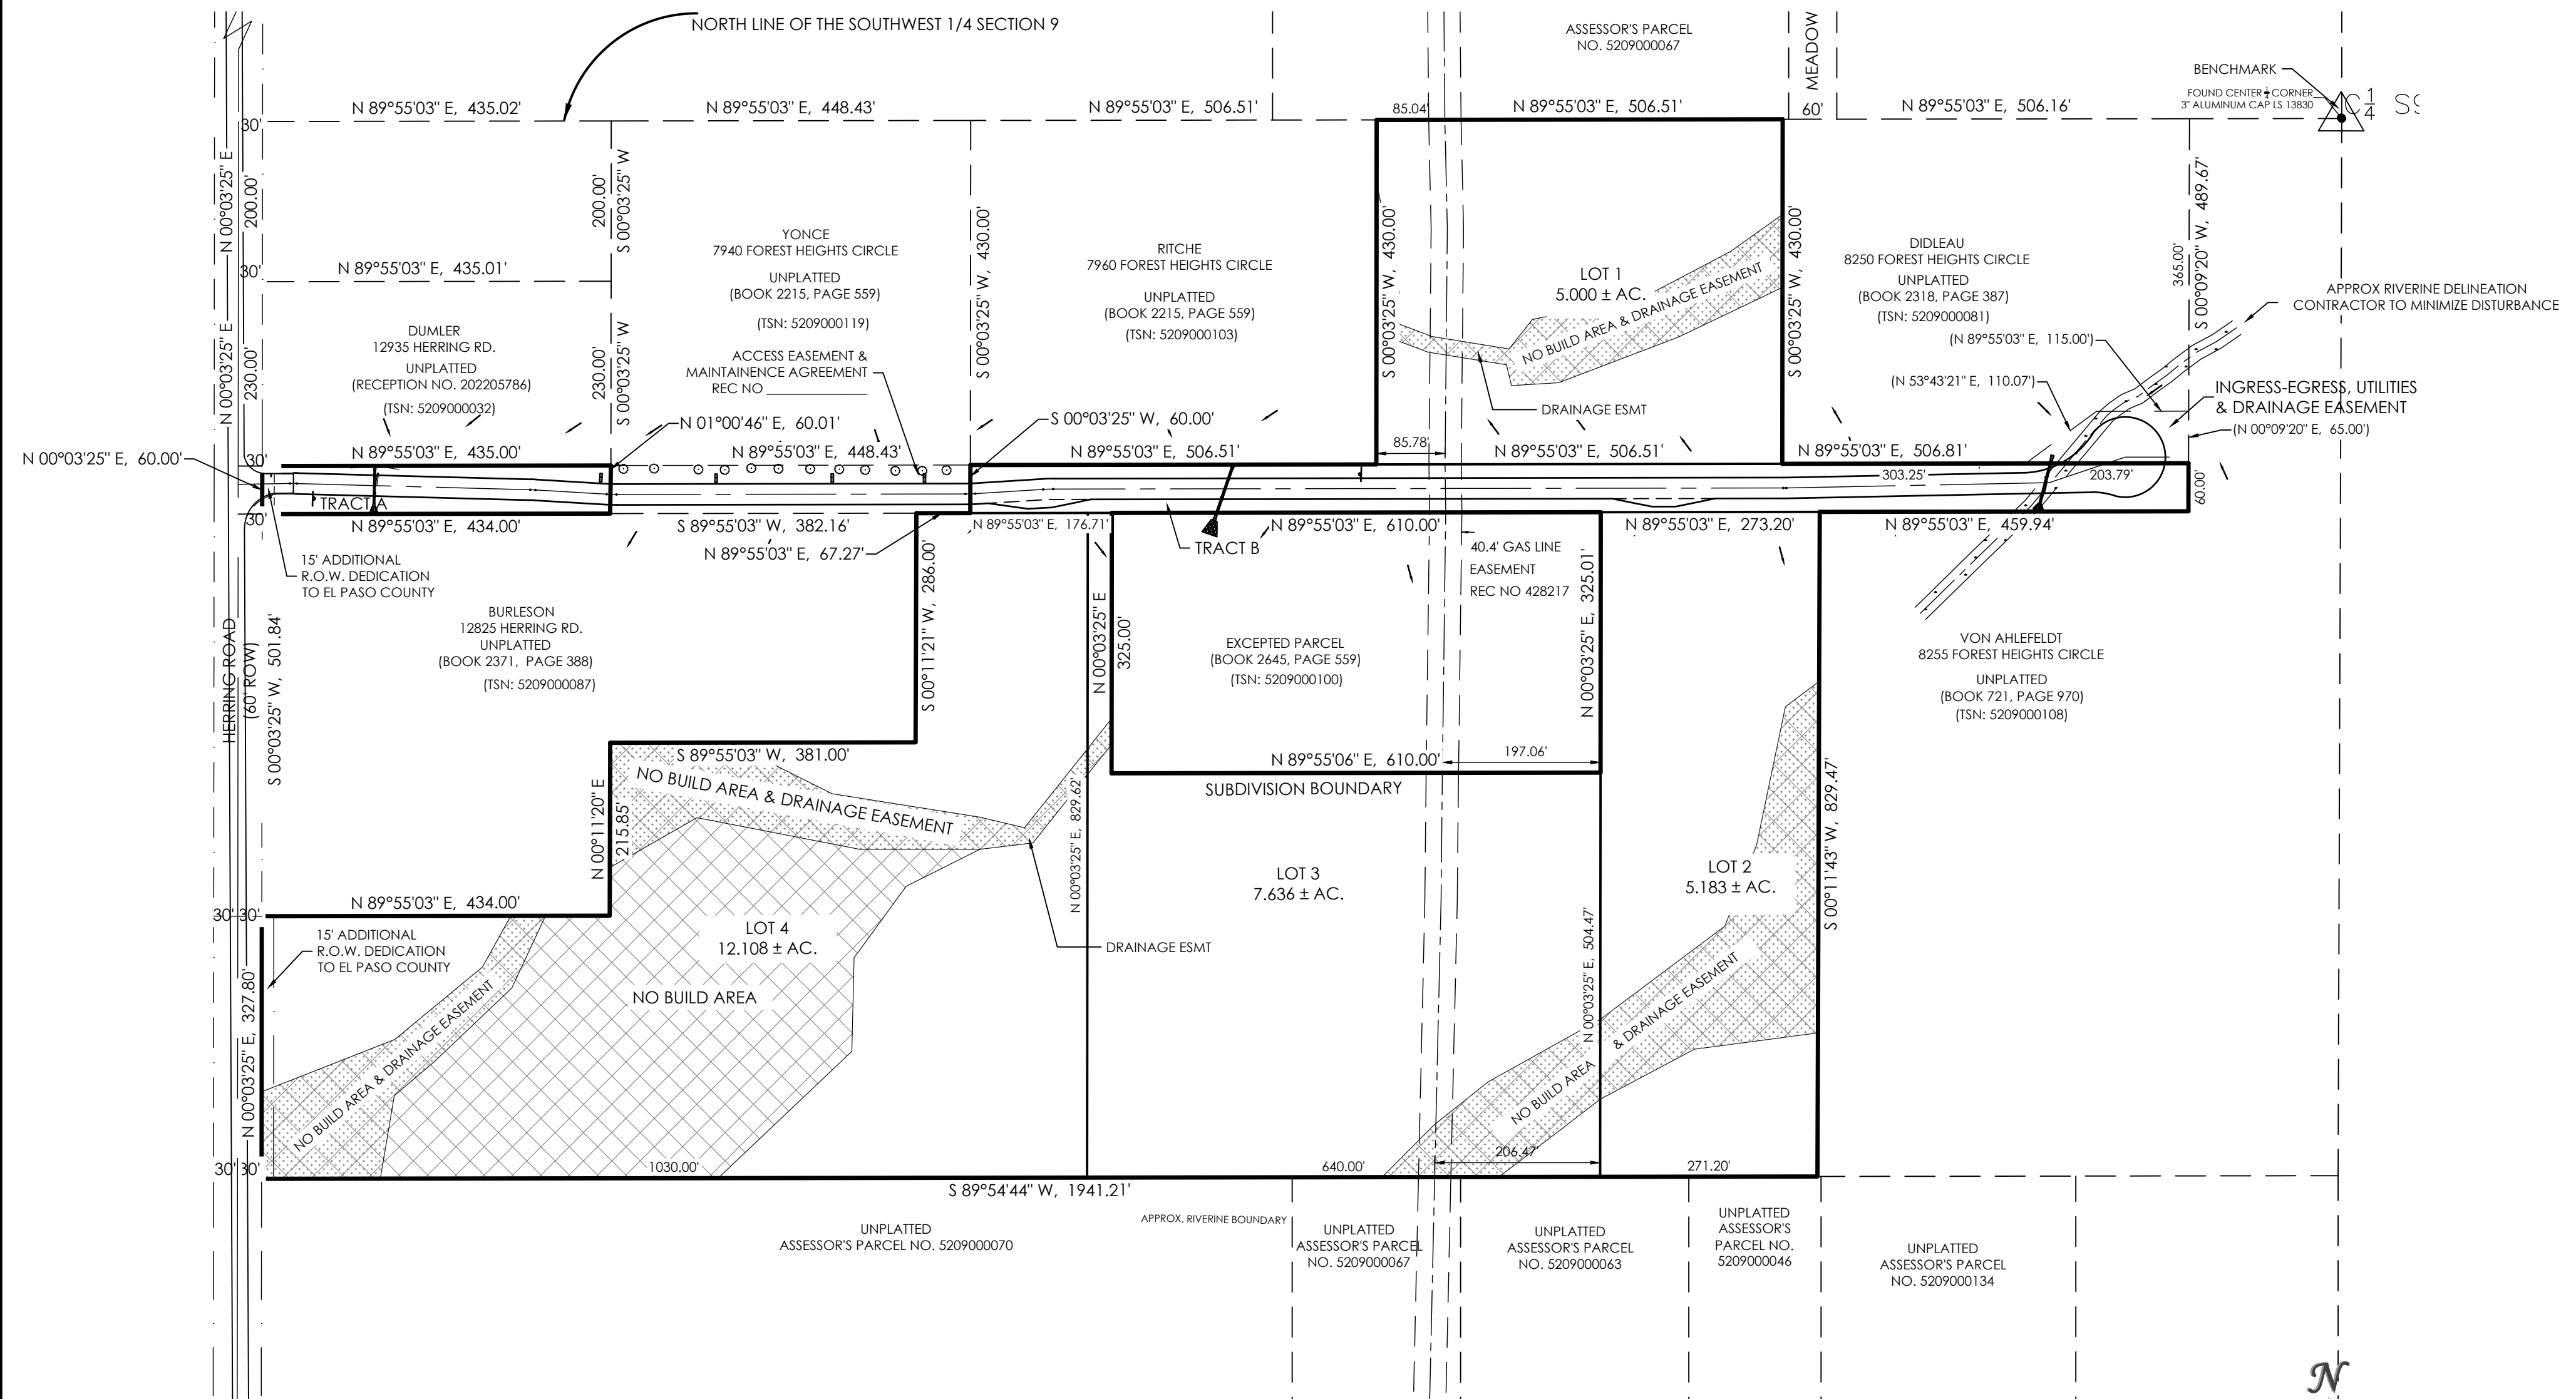 NORTH LINE OF THE SOUTHWEST 1/4 SECTION 9
ASSESSOR'S PARCEL
NO. 5209000067
MEADOW
BENCHMARK
FOUND CENTER 1/4 CORNER
3" ALUMINUM CAP LS 13830
C 1/4 S9
N 89°55'03" E, 435.02'
N 89°55'03" E, 448.43'
N 89°55'03" E, 506.51'
85.04'
N 89°55'03" E, 506.51'
60'
N 89°55'03" E, 506.16'
30'
N 00°03'25" E
200.00'
200.00'
S 00°03'25" W
30'
N 89°55'03" E, 435.01'
N 00°03'25" E
230.00'
230.00'
S 00°03'25" W
DUMLER
12935 HERRING RD.
UNPLATTED
(RECEPTION NO. 202205786)
(TSN: 5209000032)
YONCE
7940 FOREST HEIGHTS CIRCLE
UNPLATTED
(BOOK 2215, PAGE 559)
(TSN: 5209000119)
ACCESS EASEMENT &
MAINTAINENCE AGREEMENT
REC NO ______________
S 00°03'25" W, 430.00'
RITCHE
7960 FOREST HEIGHTS CIRCLE
UNPLATTED
(BOOK 2215, PAGE 559)
(TSN: 5209000103)
S 00°03'25" W, 430.00'
LOT 1
5.000 ± AC.
NO BUILD AREA & DRAINAGE EASEMENT
DRAINAGE ESMT
S 00°03'25" W, 430.00'
DIDLEAU
8250 FOREST HEIGHTS CIRCLE
UNPLATTED
(BOOK 2318, PAGE 387)
(TSN: 5209000081)
(N 89°55'03" E, 115.00')
(N 53°43'21" E, 110.07')
365.00'
S 00°09'20" W, 489.67'
APPROX RIVERINE DELINEATION
CONTRACTOR TO MINIMIZE DISTURBANCE
INGRESS-EGRESS, UTILITIES
& DRAINAGE EASEMENT
(N 00°09'20" E, 65.00')
N 00°03'25" E, 60.00'
30'
N 89°55'03" E, 435.00'
N 01°00'46" E, 60.01'
N 89°55'03" E, 448.43'
S 00°03'25" W, 60.00'
N 89°55'03" E, 506.51'
85.78'
N 89°55'03" E, 506.51'
N 89°55'03" E, 506.81'
303.25'
203.79'
60.00'
TRACT A
30'
N 89°55'03" E, 434.00'
S 89°55'03" W, 382.16'
N 89°55'03" E, 67.27'
N 89°55'03" E, 176.71'
TRACT B
N 89°55'03" E, 610.00'
N 89°55'03" E, 273.20'
N 89°55'03" E, 459.94'
15' ADDITIONAL
R.O.W. DEDICATION
TO EL PASO COUNTY
HERRING ROAD
(60' ROW)
S 00°03'25" W, 501.84'
BURLESON
12825 HERRING RD.
UNPLATTED
(BOOK 2371, PAGE 388)
(TSN: 5209000087)
S 00°11'21" W, 286.00'
N 00°03'25" E
325.00'
EXCEPTED PARCEL
(BOOK 2645, PAGE 559)
(TSN: 5209000100)
40.4' GAS LINE
EASEMENT
REC NO 428217
N 00°03'25" E, 325.01'
VON AHLEFELDT
8255 FOREST HEIGHTS CIRCLE
UNPLATTED
(BOOK 721, PAGE 970)
(TSN: 5209000108)
S 89°55'03" W, 381.00'
N 89°55'06" E, 610.00'
197.06'
SUBDIVISION BOUNDARY
NO BUILD AREA & DRAINAGE EASEMENT
N 00°11'20" E
215.85'
N 00°03'25" E, 829.62'
S 00°11'43" W, 829.47'
LOT 3
7.636 ± AC.
LOT 2
5.183 ± AC.
30' 30'
N 89°55'03" E, 434.00'
15' ADDITIONAL
R.O.W. DEDICATION
TO EL PASO COUNTY
LOT 4
12.108 ± AC.
NO BUILD AREA
DRAINAGE ESMT
N 00°03'25" E, 504.47'
N 00°03'25" E, 327.80'
NO BUILD AREA & DRAINAGE EASEMENT
NO BUILD AREA & DRAINAGE EASEMENT
30' 30'
1030.00'
640.00'
206.47'
271.20'
S 89°54'44" W, 1941.21'
UNPLATTED
ASSESSOR'S PARCEL NO. 5209000070
APPROX. RIVERINE BOUNDARY
UNPLATTED
ASSESSOR'S PARCEL
NO. 5209000067
UNPLATTED
ASSESSOR'S PARCEL
NO. 5209000063
UNPLATTED
ASSESSOR'S
PARCEL NO.
5209000046
UNPLATTED
ASSESSOR'S PARCEL
NO. 5209000134
N